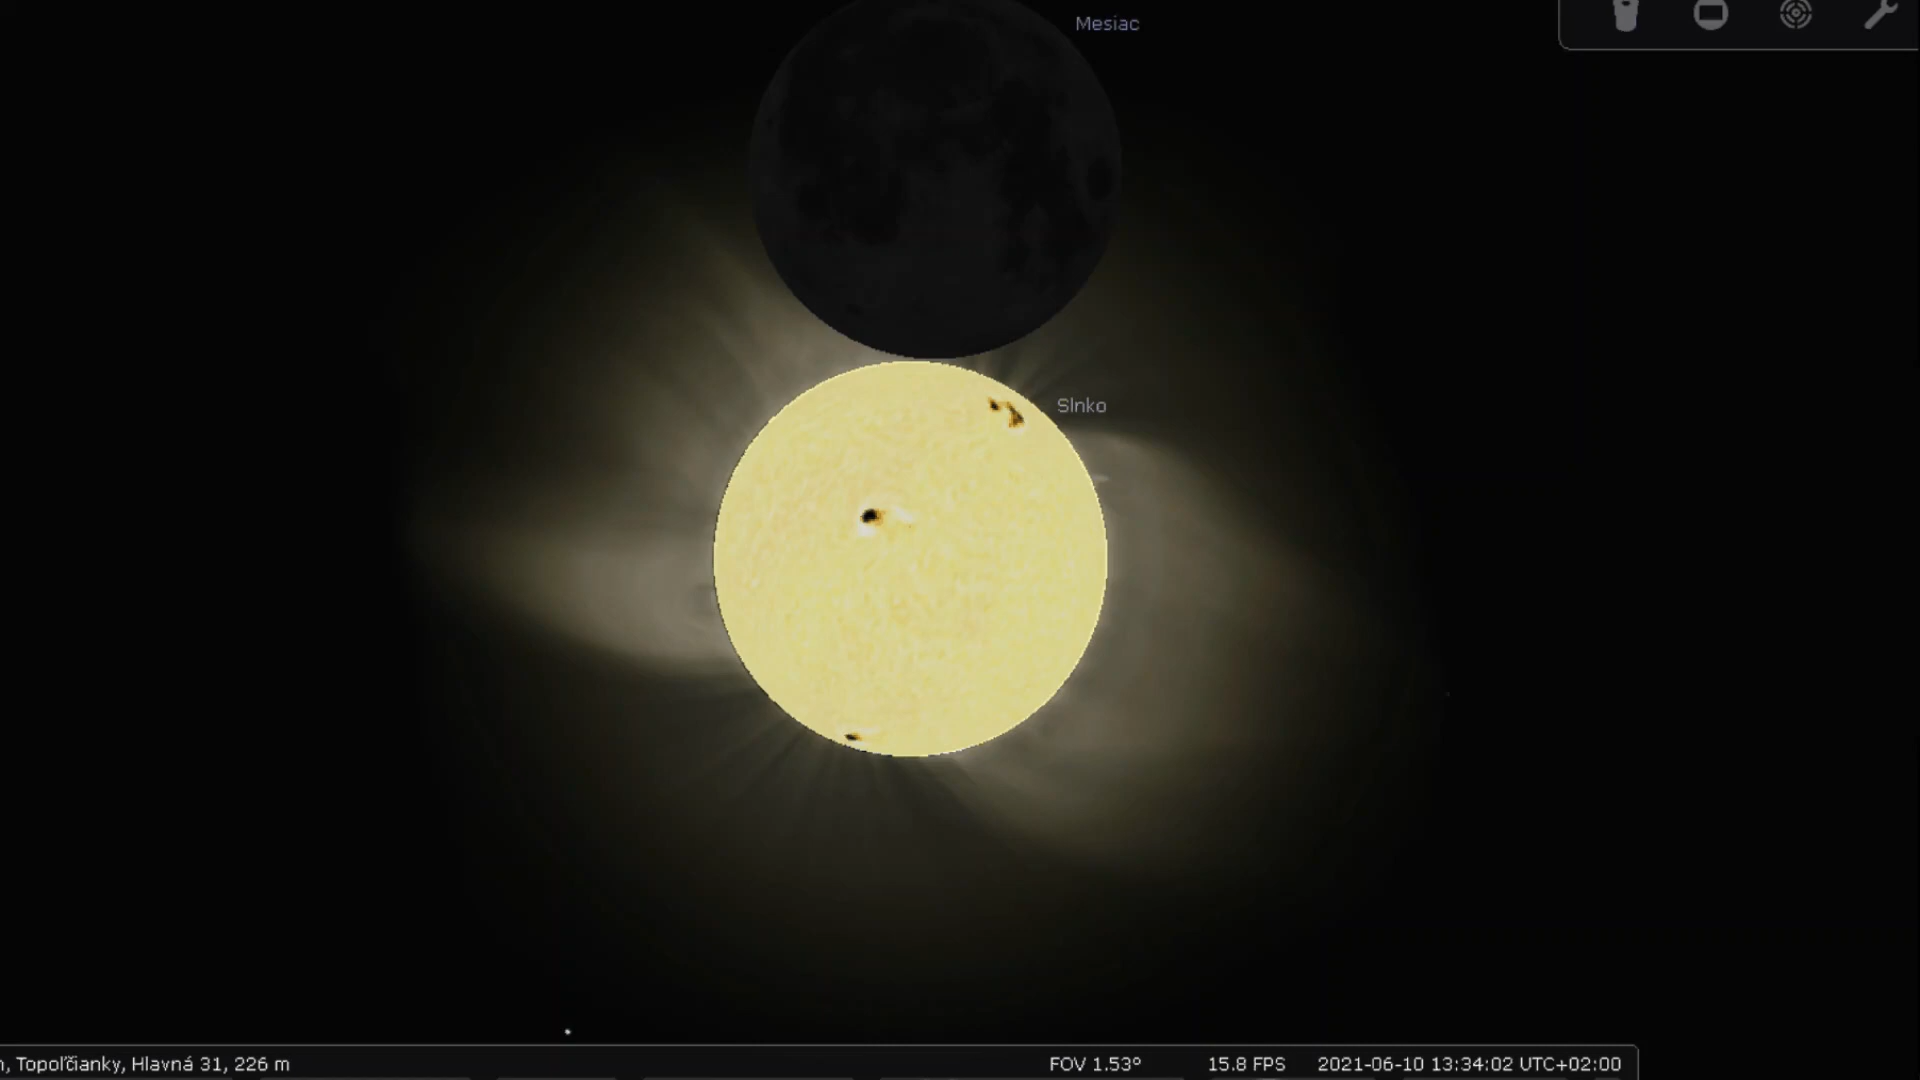 Mesiac
Slnko
, Topoľčianky, Hlavná 31, 226 m
FOV 1.53° 15.8 FPS 2021-06-10 13:34:02 UTC+02:00